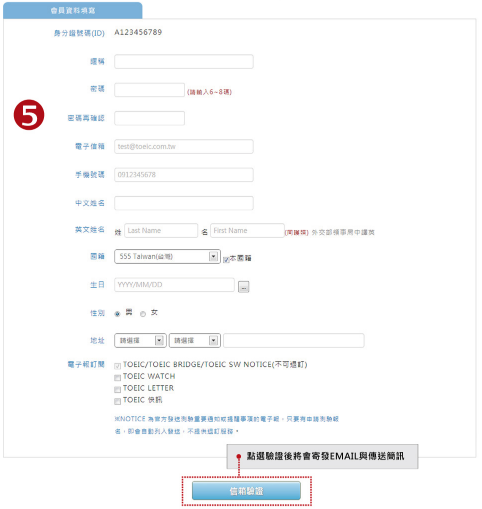 會員資料填寫
身分證號碼(ID) A123456789
暱稱
密碼 (請輸入6~8碼)
5
密碼再確認
電子信箱 test@toeic.com.tw
手機號碼 0912345678
中文姓名
英文姓名 姓 Last Name 名 First Name (同護照) 外交部領事局中譯英
國籍 555 Taiwan(台灣) 本國籍
生日 YYYY/MM/DD ...
性別 男 女
地址 請選擇 請選擇
電子報訂閱 TOEIC/TOEIC BRIDGE/TOEIC SW NOTICE(不可退訂)
TOEIC WATCH
TOEIC LETTER
TOEIC 快訊
※NOTICE 為官方發送測驗重要通知或提醒事項的電子報，只要有申請測驗報
名，即會自動列入發送，不提供退訂服務。
點選驗證後將會寄發EMAIL與傳送簡訊
信箱驗證